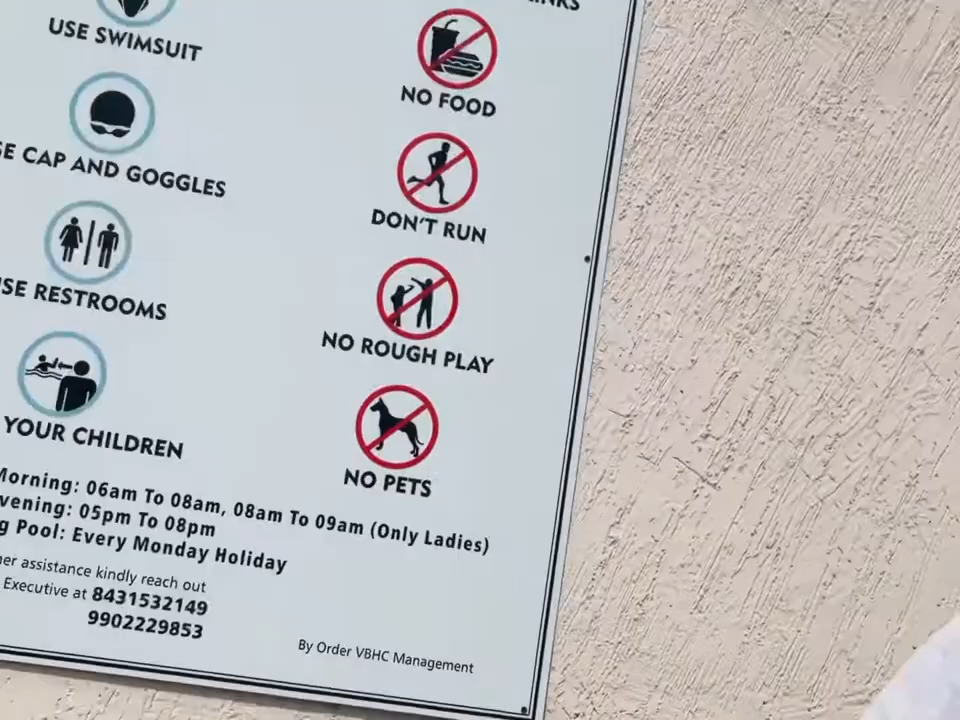 USE SWIMSUIT
NO FOOD
CAP AND GOGGLES
DON'T RUN
RESTROOMS
NO ROUGH PLAY
YOUR CHILDREN
NO PETS
Morning: 06am To 08am, 08am To 09am (Only Ladies)
05pm To 08pm
Pool: Every Monday Holiday
assistance kindly reach out
Executive at 8431532149
9902229853
By Order VBHC Management